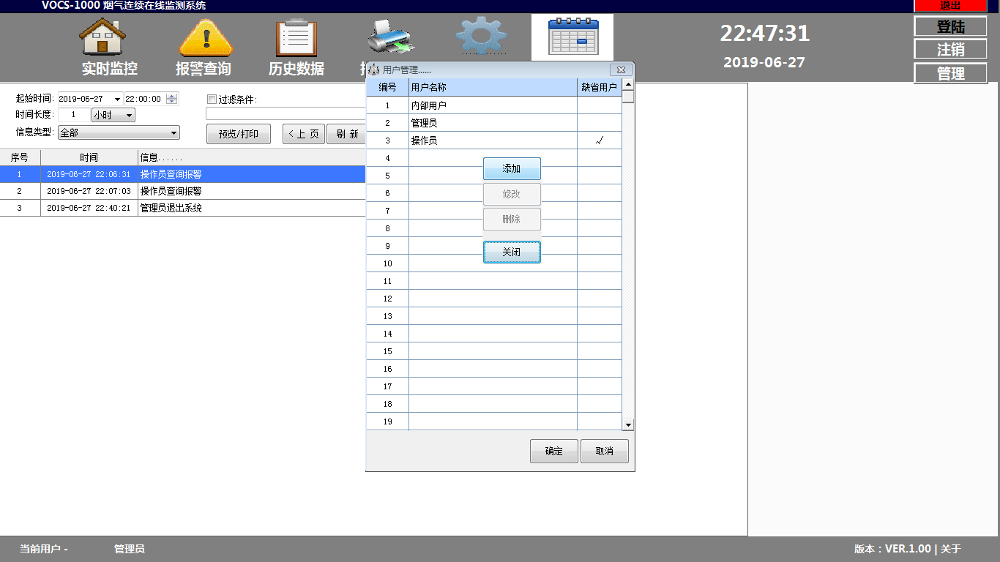 VOCS-1000 烟气连续在线监测系统
退出
实时监控
报警查询
历史数据
22:47:31
2019-06-27
登陆
注销
管理
起始时间: 2019-06-27 22:00:00
过滤条件:
时间长度: 1 小时
信息类型: 全部
预览/打印 < 上 页 刷 新
序号 时间 信息......
1 2019-06-27 22:06:31 操作员查询报警
2 2019-06-27 22:07:03 操作员查询报警
3 2019-06-27 22:40:21 管理员退出系统
用户管理......
编号 用户名称 缺省用户
1 内部用户
2 管理员
3 操作员 √
4
5
6
7
8
9
10
11
12
13
14
15
16
17
18
19
添加
修改
删除
关闭
确定 取消
当前用户 - 管理员
版本：VER.1.00 | 关于